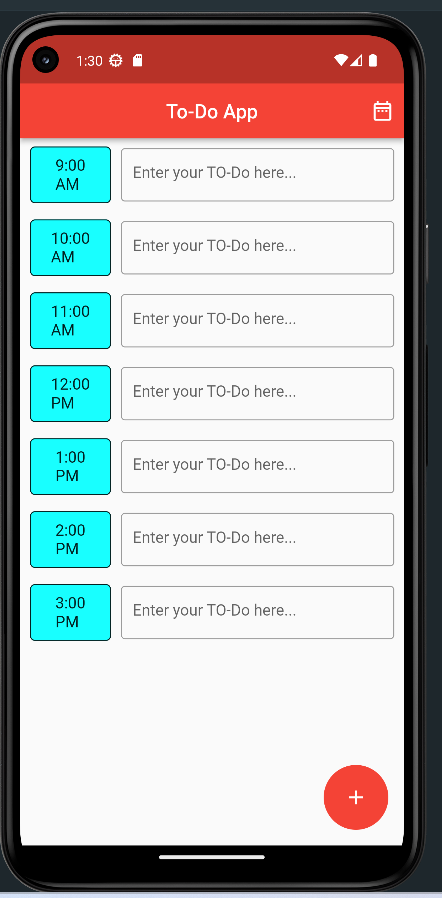 1:30
To-Do App
9:00
AM
Enter your TO-Do here...
10:00
AM
Enter your TO-Do here...
11:00
AM
Enter your TO-Do here...
12:00
PM
Enter your TO-Do here...
1:00
PM
Enter your TO-Do here...
2:00
PM
Enter your TO-Do here...
3:00
PM
Enter your TO-Do here...
+